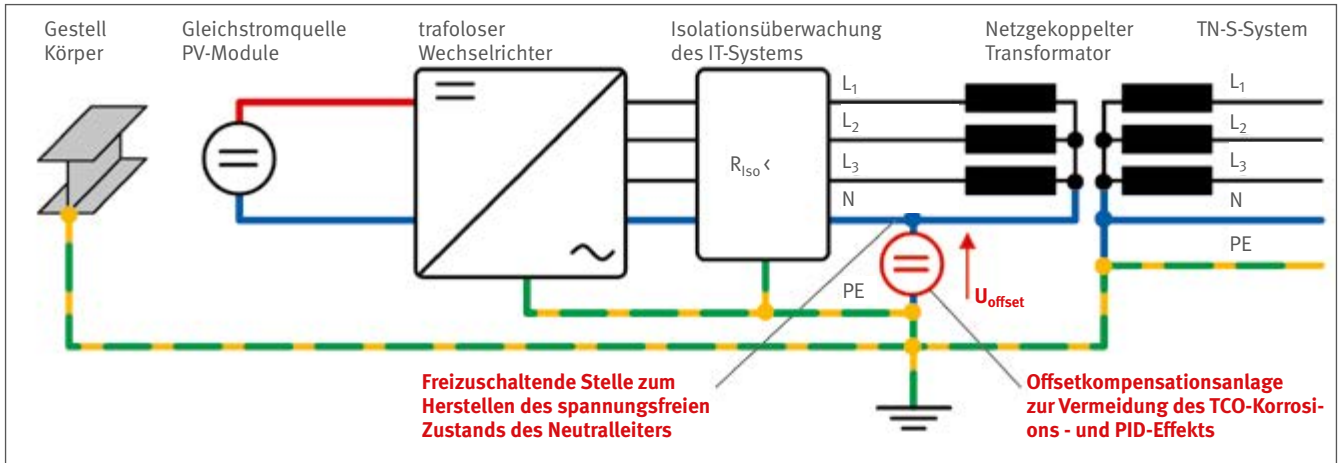 Gestell
Körper
Gleichstromquelle
PV-Module
trafoloser
Wechselrichter
Isolationsüberwachung
des IT-Systems
Netzgekoppelter
Transformator
TN-S-System
L1
L2
L3
N
PE
RIso <
L1
L2
L3
N
PE
Uoffset
Freizuschaltende Stelle zum
Herstellen des spannungsfreien
Zustands des Neutralleiters
Offsetkompensationsanlage
zur Vermeidung des TCO-Korrosi-
ons - und PID-Effekts